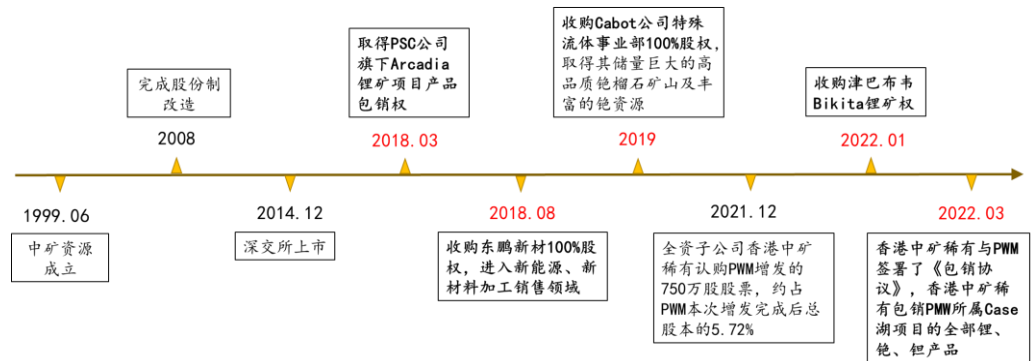 完成股份制
改造
2008
取得PSC公司
旗下Arcadia
锂矿项目产品
包销权
2018.03
收购Cabot公司特殊
流体事业部100%股权,
取得其储量巨大的高
品质铯榴石矿山及丰
富的铯资源
2019
收购津巴布韦
Bikita锂矿权
2022.01
1999.06
中矿资源
成立
2014.12
深交所上市
2018.08
收购东鹏新材100%股
权，进入新能源、新
材料加工销售领域
2021.12
全资子公司香港中矿
稀有认购PWM增发的
750万股股票，约占
PWM本次增发完成后总
股本的5.72%
2022.03
香港中矿稀有与PWM
签署了《包销协
议》，香港中矿稀
有包销PMW所属Case
湖项目的全部锂、
铯、钽产品